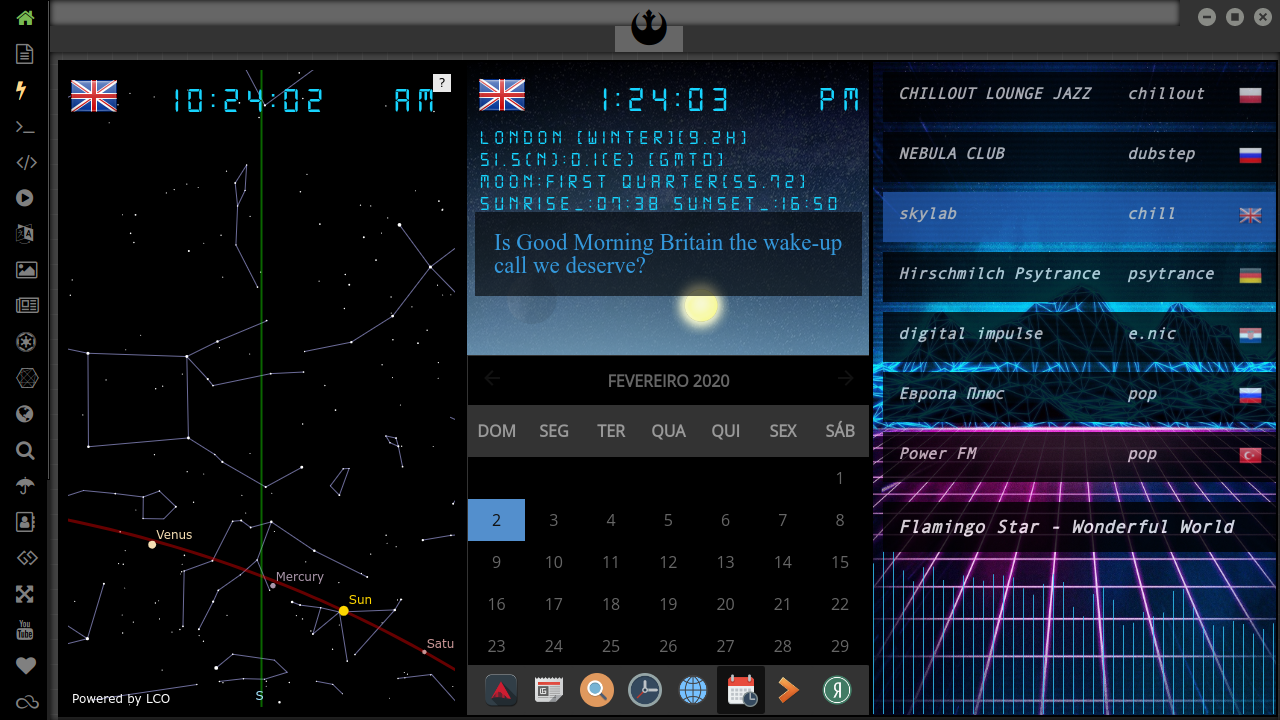 10:24:02 AM
?
Venus
Mercury
Sun
Satu
S
Powered by LCO
1:24:03 PM
LONDON [WINTER][9.2H]
51.5(N):0.1(E) [GMT0]
MOON:FIRST QUARTER[55.72]
SUNRISE_:07:38 SUNSET_:16:50
Is Good Morning Britain the wake-up
call we deserve?
FEVEREIRO 2020
DOM SEG TER QUA QUI SEX SÁB
1
2 3 4 5 6 7 8
9 10 11 12 13 14 15
16 17 18 19 20 21 22
23 24 25 26 27 28 29
CHILLOUT LOUNGE JAZZ chillout
NEBULA CLUB dubstep
skylab chill
Hirschmilch Psytrance psytrance
digital impulse e.nic
Европа Плюс pop
Power FM pop
Flamingo Star - Wonderful World
You
Tube
Я